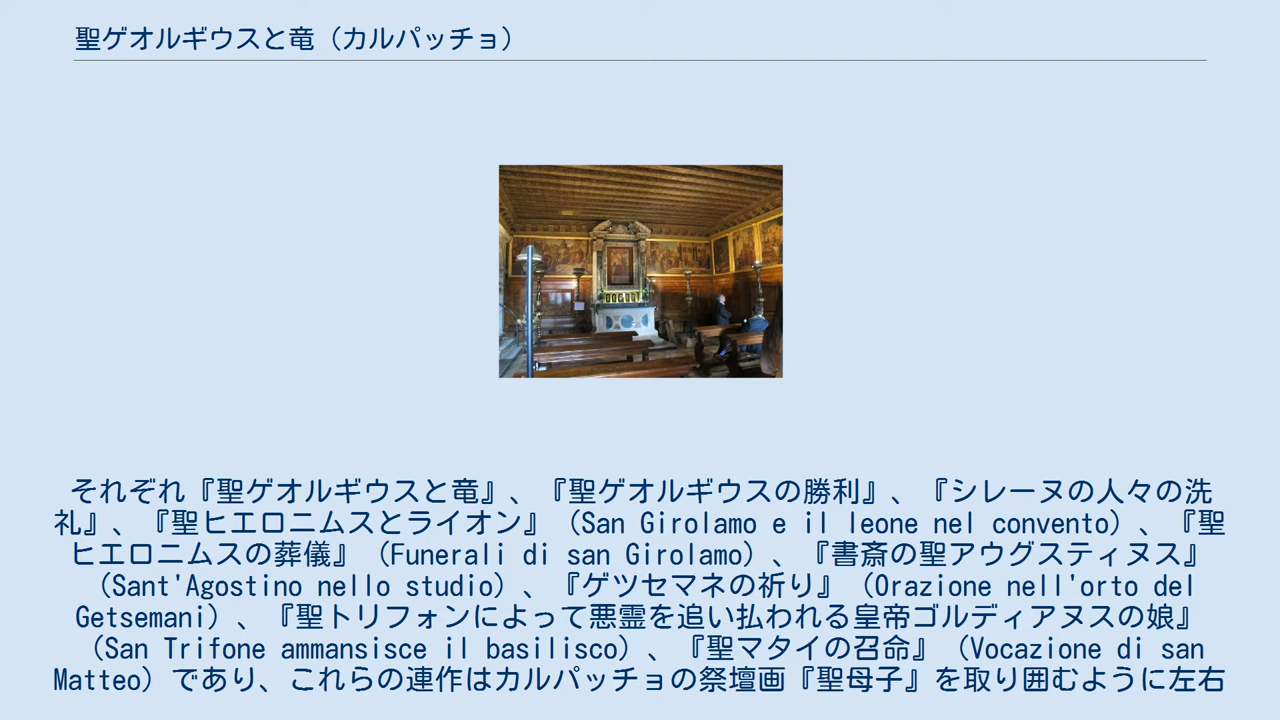 聖ゲオルギウスと竜（カルパッチョ）
それぞれ『聖ゲオルギウスと竜』、『聖ゲオルギウスの勝利』、『シレーヌの人々の洗
礼』、『聖ヒエロニムスとライオン』（San Girolamo e il leone nel convento）、『聖
ヒエロニムスの葬儀』（Funerali di san Girolamo）、『書斎の聖アウグスティヌス』
（Sant'Agostino nello studio）、『ゲツセマネの祈り』（Orazione nell'orto del
Getsemani）、『聖トリフォンによって悪霊を追い払われる皇帝ゴルディアヌスの娘』
（San Trifone ammansisce il basilisco）、『聖マタイの召命』（Vocazione di san
Matteo）であり、これらの連作はカルパッチョの祭壇画『聖母子』を取り囲むように左右